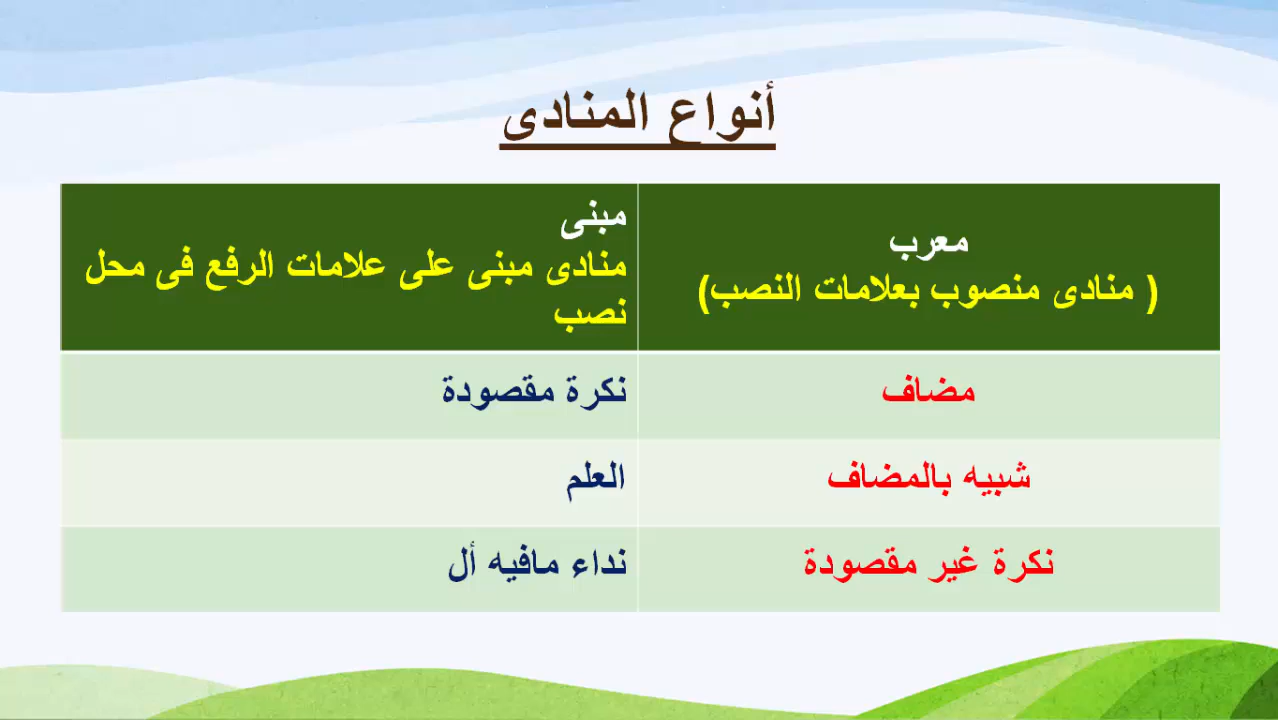 أنواع المنادى
معرب
( منادى منصوب بعلامات النصب)
مبنى
منادى مبنى على علامات الرفع فى محل
نصب
مضاف
نكرة مقصودة
شبيه بالمضاف
العلم
نكرة غير مقصودة
نداء مافيه أل